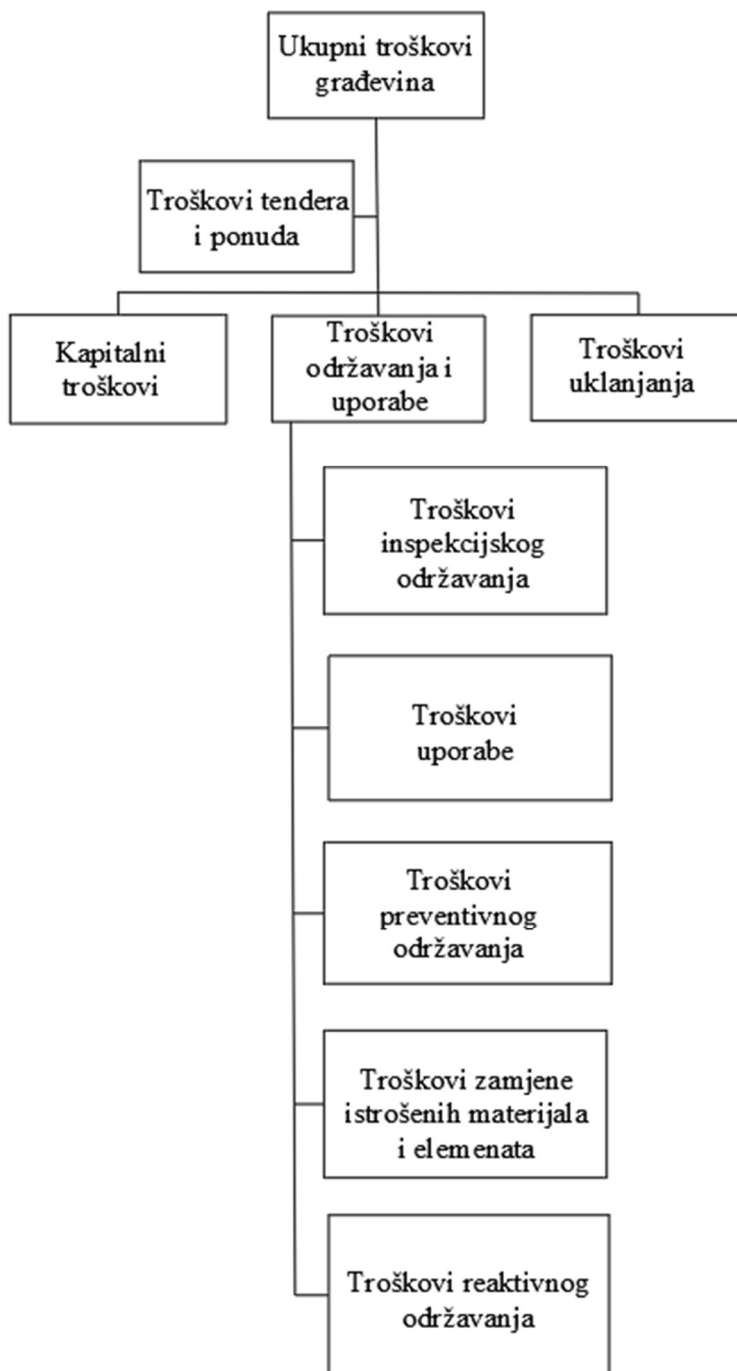 Ukupni troškovi
građevina
Troškovi tendera
i ponuda
Kapitalni
troškovi
Troškovi
održavanja i
uporabe
Troškovi
uklanjanja
Troškovi
inspekcijskog
održavanja
Troškovi
uporabe
Troškovi
preventivnog
održavanja
Troškovi zamjene
istrošenih materijala
i elemenata
Troškovi reaktivnog
održavanja